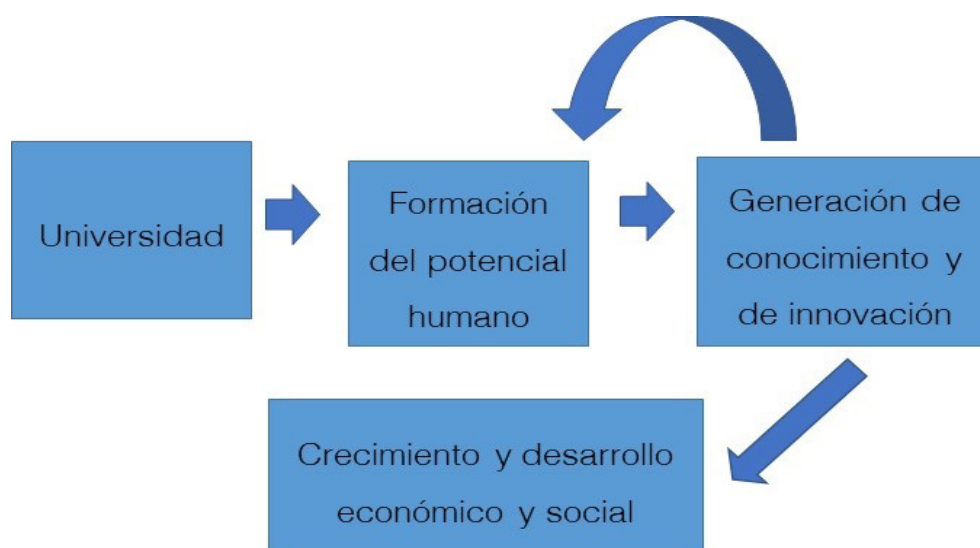 Universidad
Formación
del potencial
humano
Generación de
conocimiento y
de innovación
Crecimiento y desarrollo
económico y social